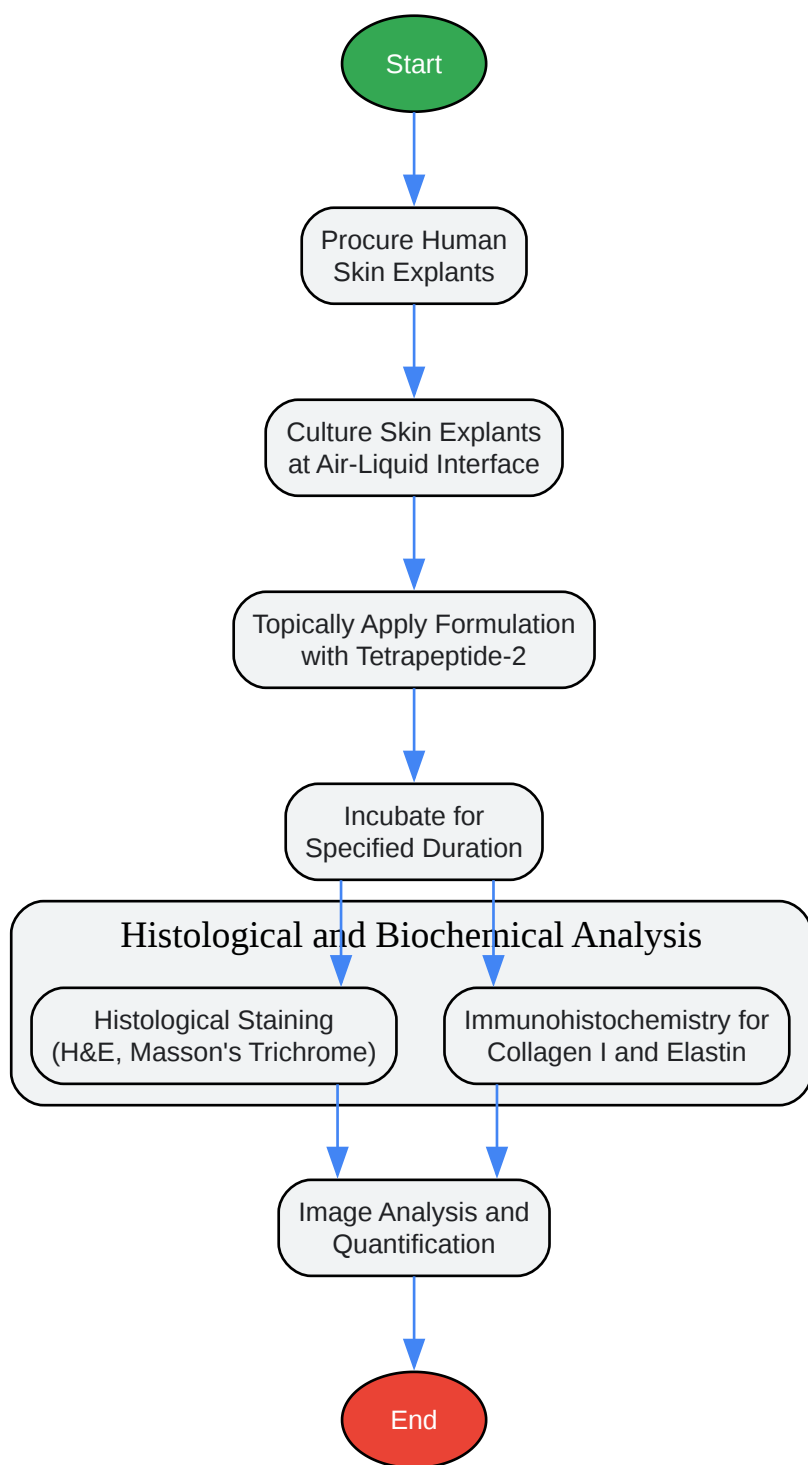 Start
Procure Human
Skin Explants
Culture Skin Explants
at Air-Liquid Interface
Topically Apply Formulation
with Tetrapeptide-2
Incubate for
Specified Duration
Histological and Biochemical Analysis
Histological Staining
(H&E, Masson's Trichrome)
Immunohistochemistry for
Collagen I and Elastin
Image Analysis and
Quantification
End